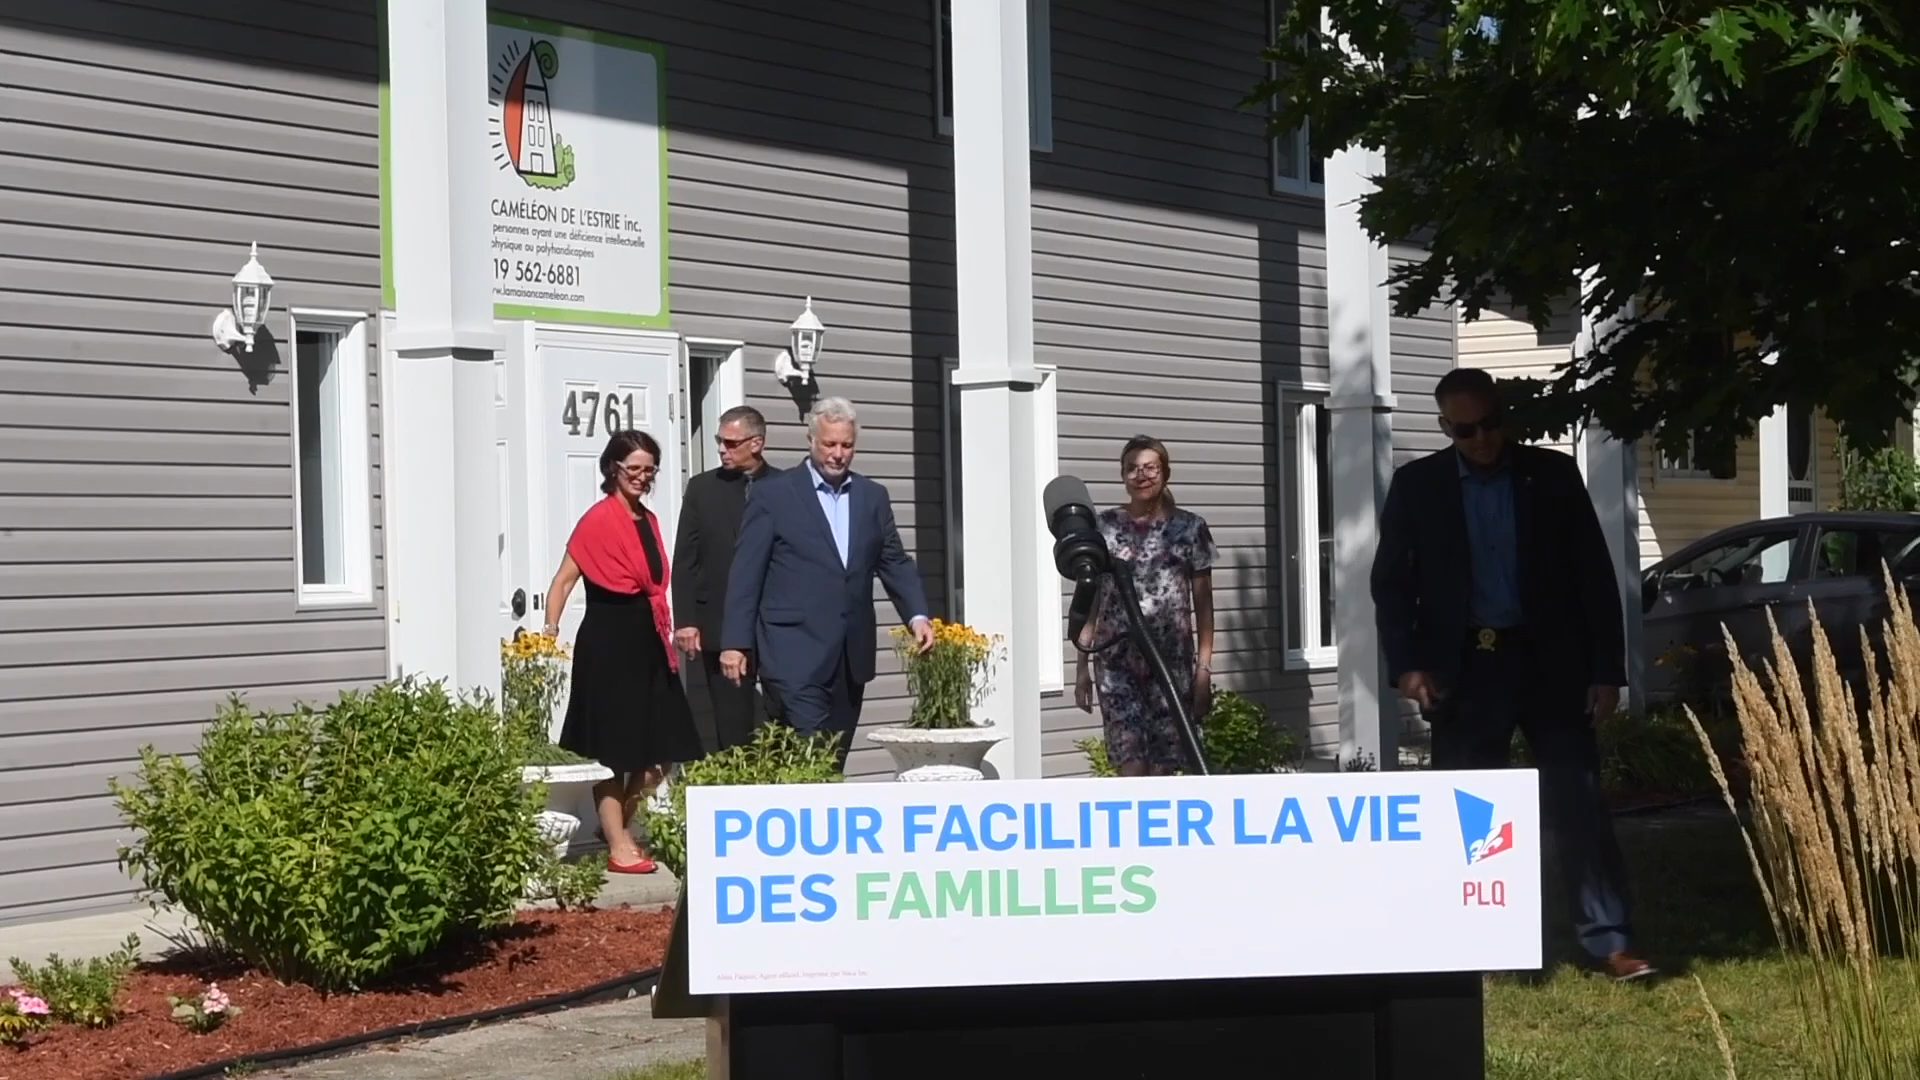 CAMÉLÉON DE L'ESTRIE inc.
personnes ayant une déficience intellectuelle
physique ou polyhandicapées
19 562-6881
w.lamaisoncameleon.com
4761
POUR FACILITER LA VIE
DES FAMILLES
PLQ